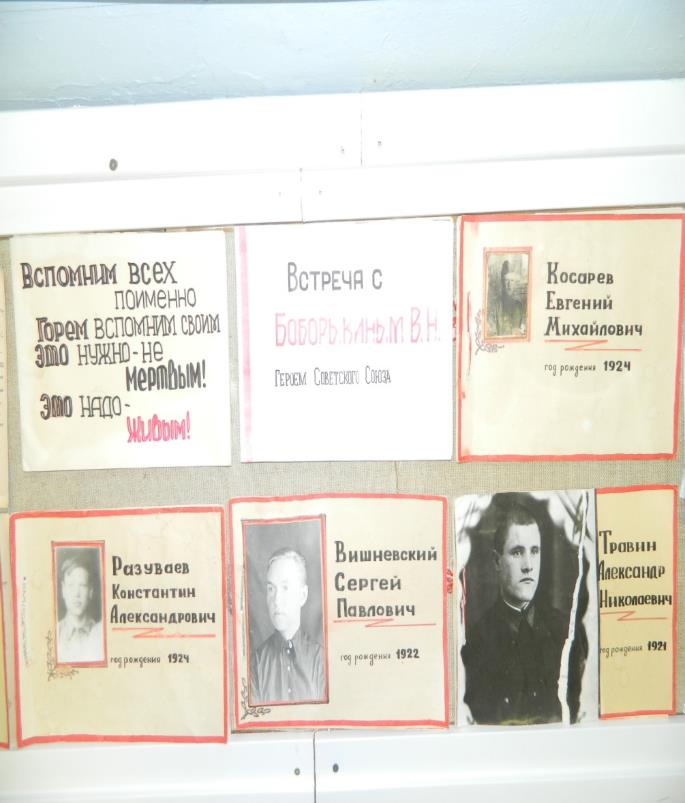 Вспомним всех
поименно
Горем вспомним своим
это нужно - не
мертвым!
это надо -
живым!
Встреча с
Боборыкиным В.Н.
Героем Советского Союза
Косарев
Евгений
Михайлович
год рождения 1924
Разуваев
Константин
Александрович
год рождения 1924
Вишневский
Сергей
Павлович
год рождения 1922
Травин
Александр
Николаевич
год рождения 1921